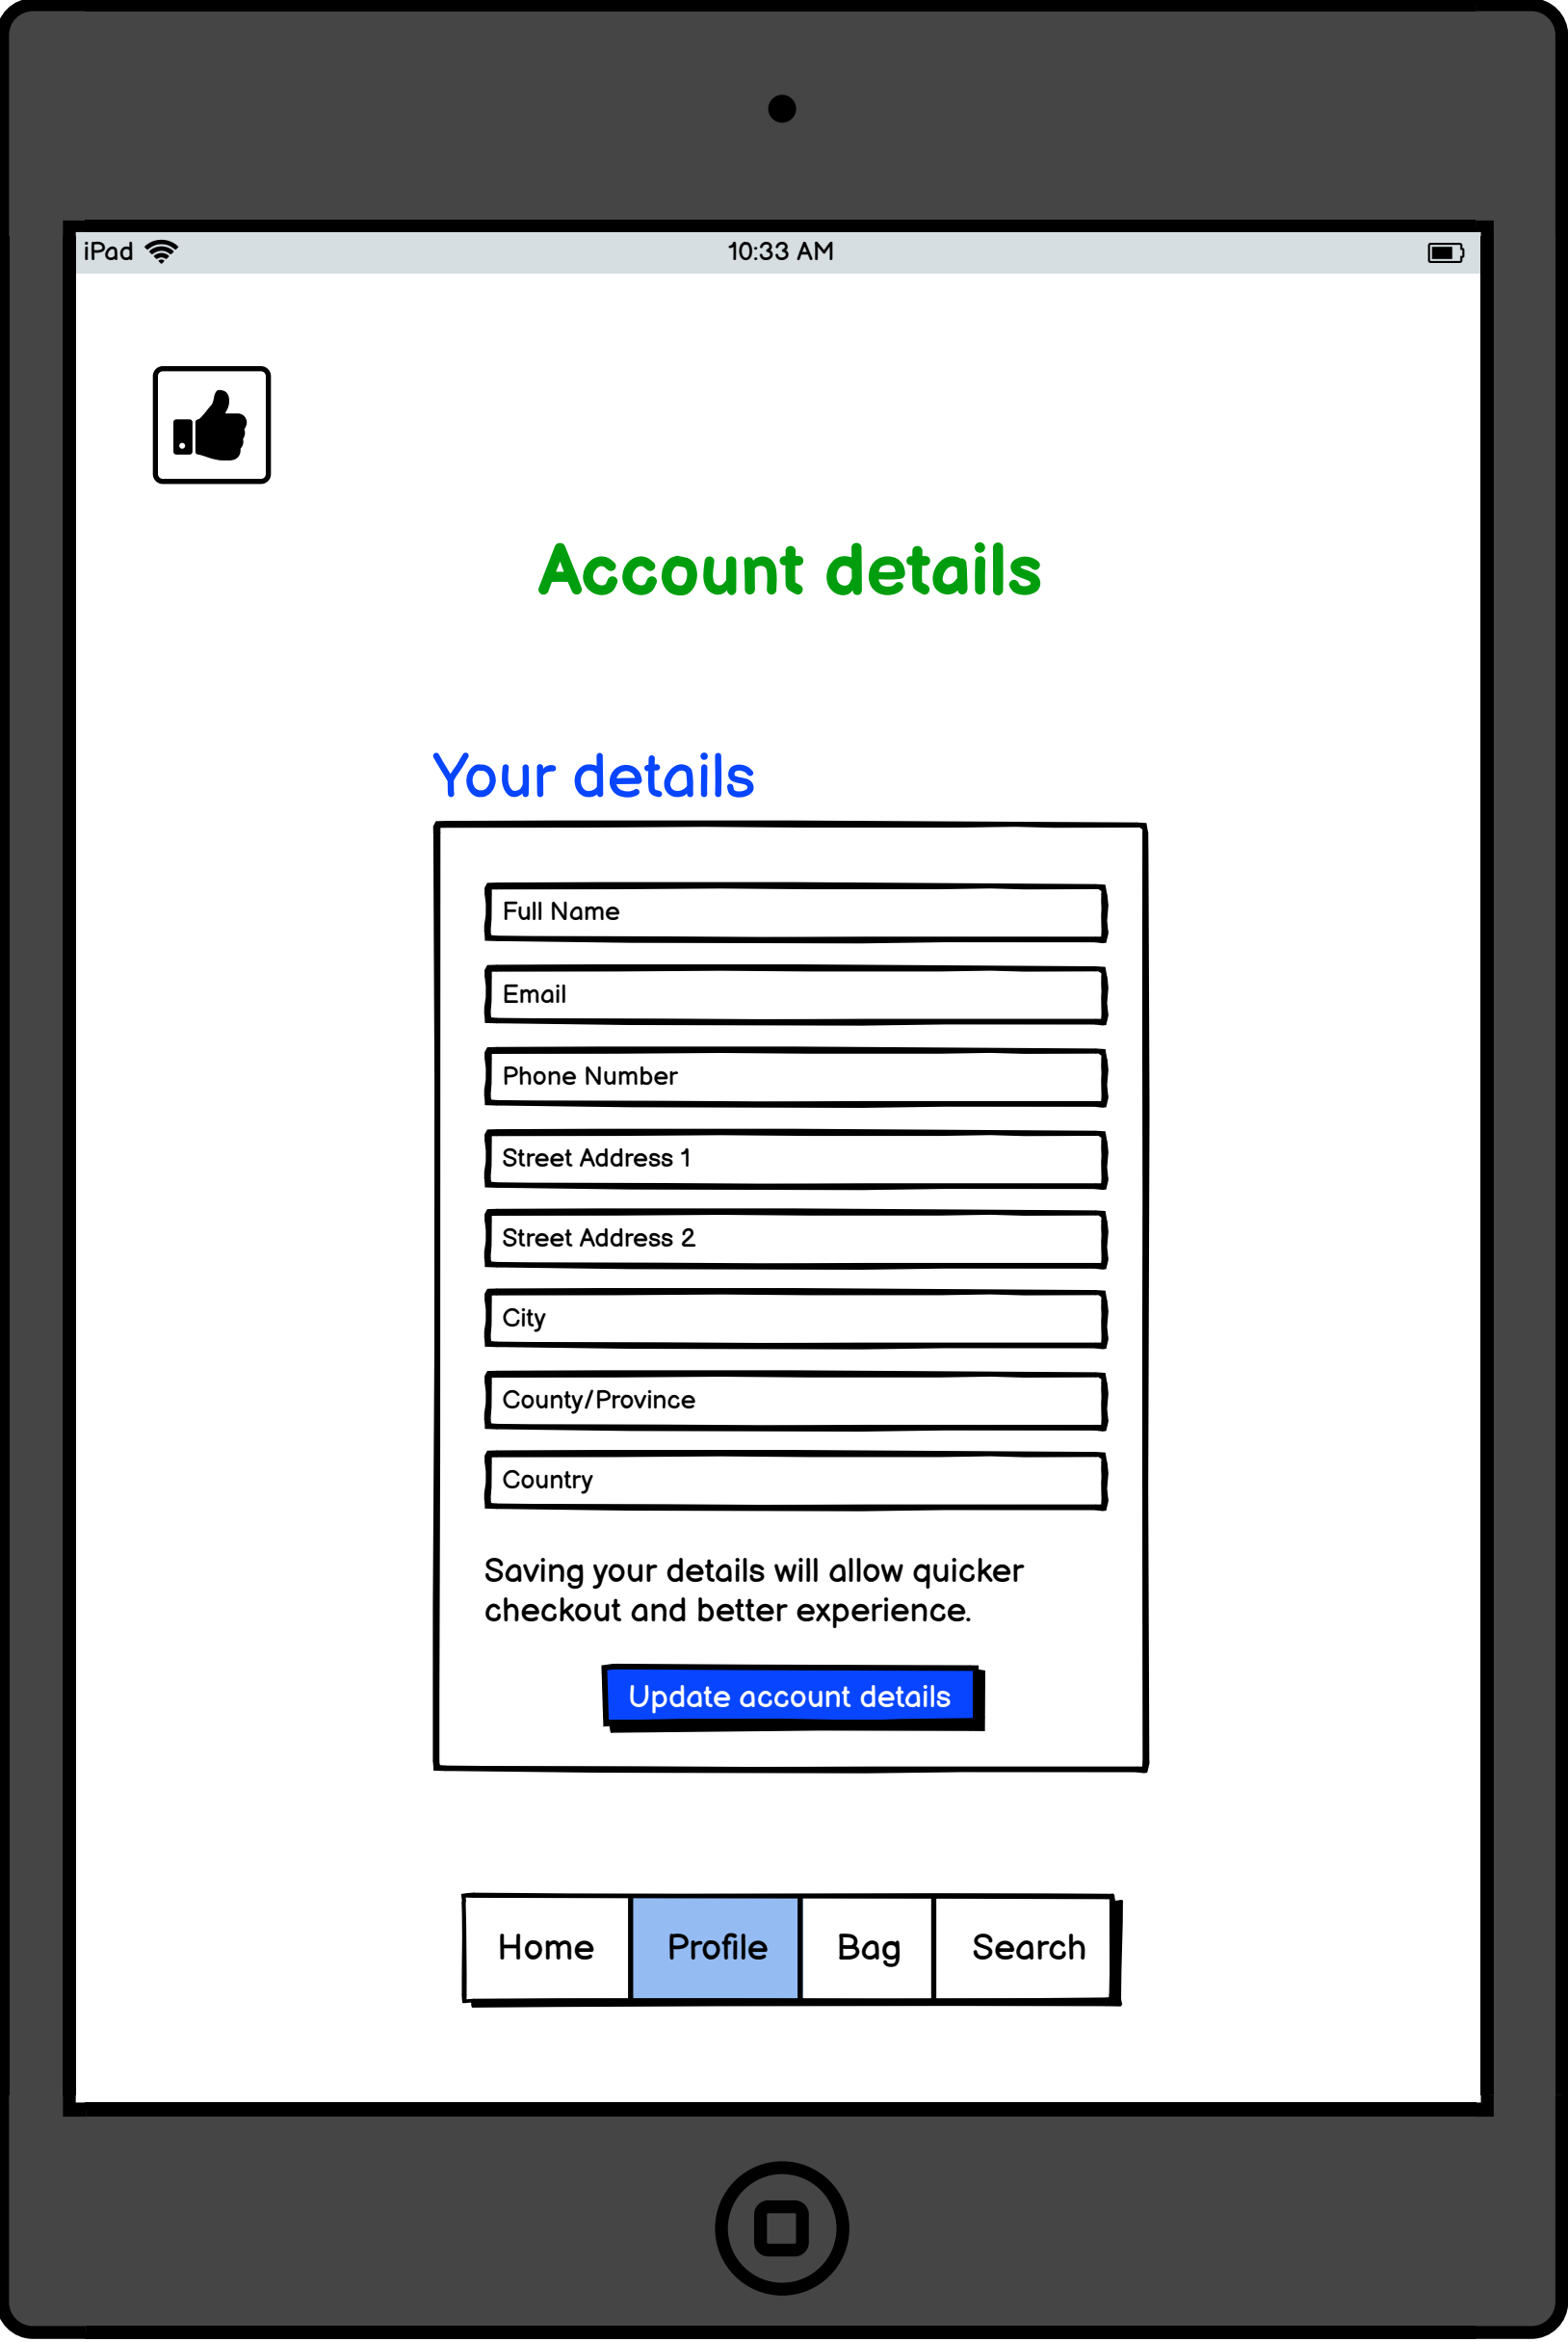 iPad 10:33 AM
Account details
Your details
Full Name
Email
Phone Number
Street Address 1
Street Address 2
City
County/Province
Country
Saving your details will allow quicker
checkout and better experience.
Update account details
Home Profile Bag Search